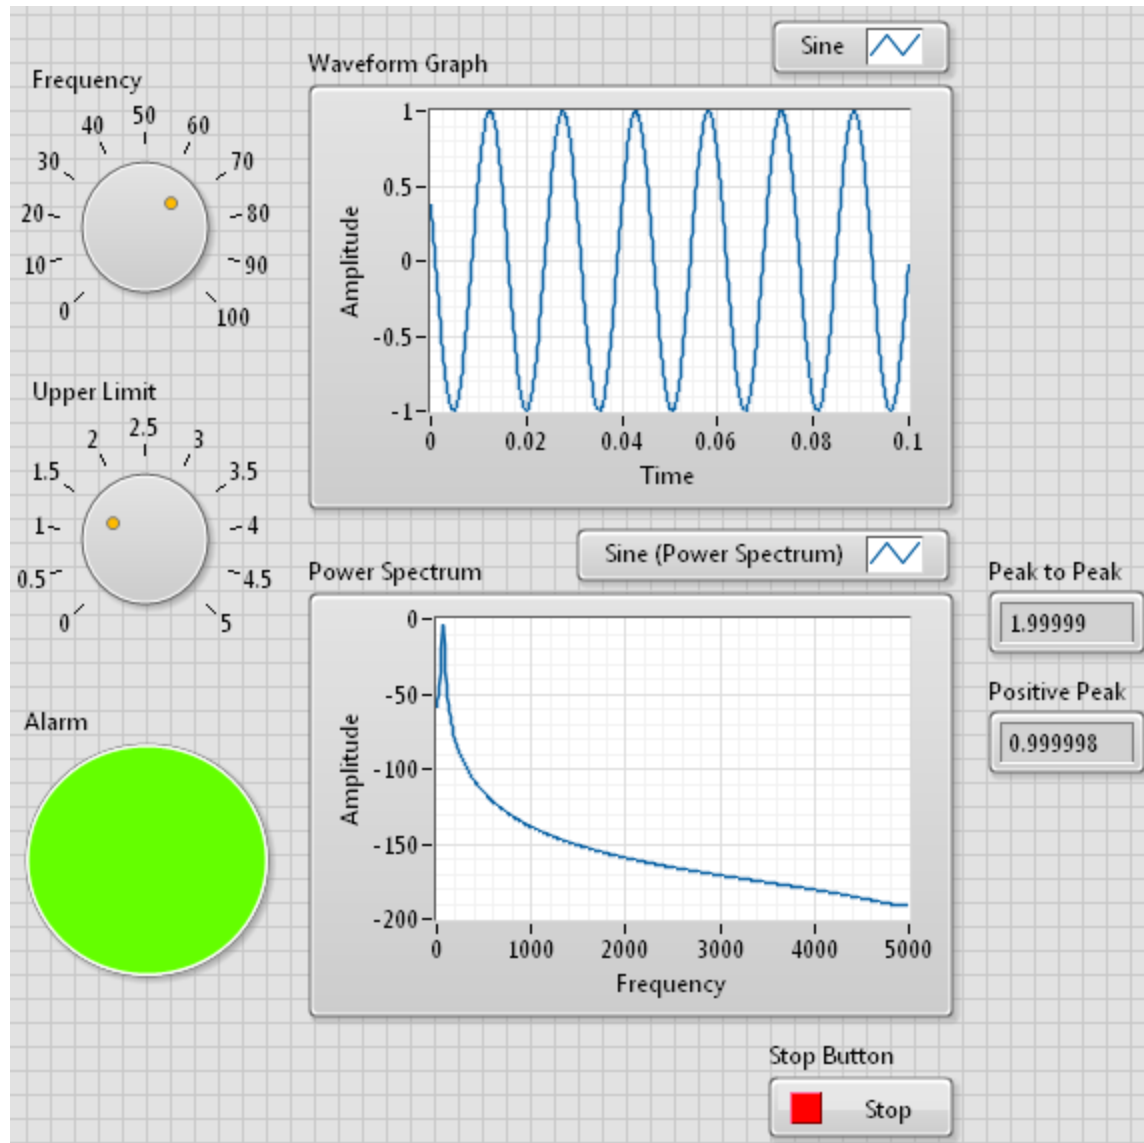 Sine
Waveform Graph
Frequency
0
10
20
30
40
50
60
70
80
90
100
Amplitude
1
0.5
0
-0.5
-1
0 0.02 0.04 0.06 0.08 0.1
Time
Upper Limit
0
0.5
1
1.5
2
2.5
3
3.5
4
4.5
5
Sine (Power Spectrum)
Power Spectrum
Amplitude
0
-50
-100
-150
-200
0 1000 2000 3000 4000 5000
Frequency
Peak to Peak
1.99999
Positive Peak
0.999998
Alarm
Stop Button
Stop